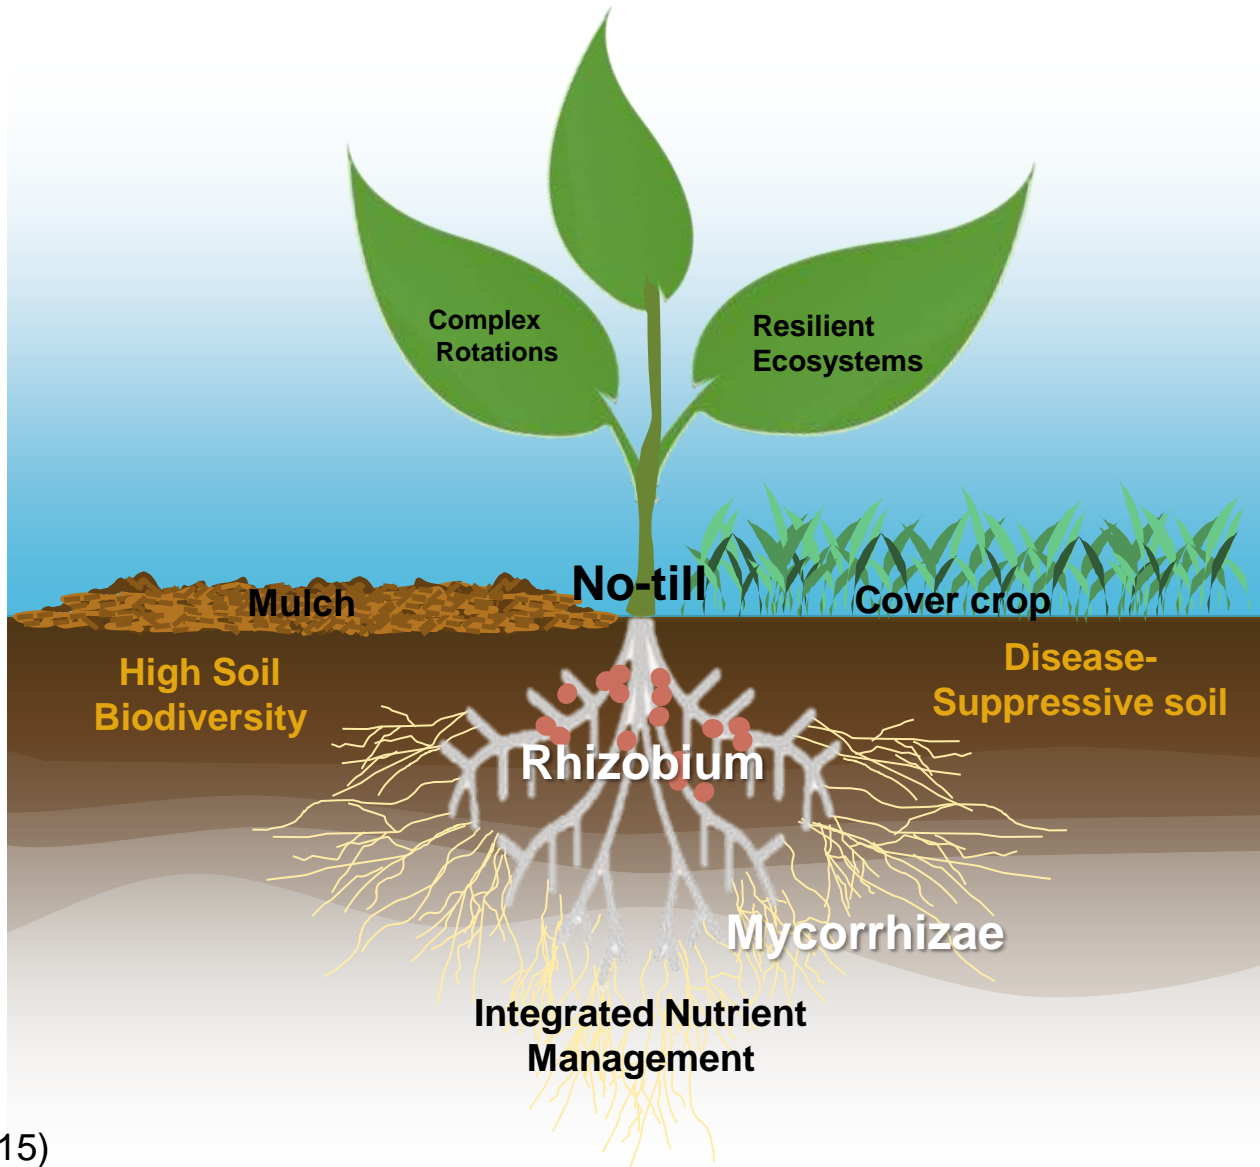 Complex
Rotations
Resilient
Ecosystems
No-till
Mulch
Cover crop
High Soil
Biodiversity
Disease-
Suppressive soil
Rhizobium
Mycorrhizae
Integrated Nutrient
Management
15)